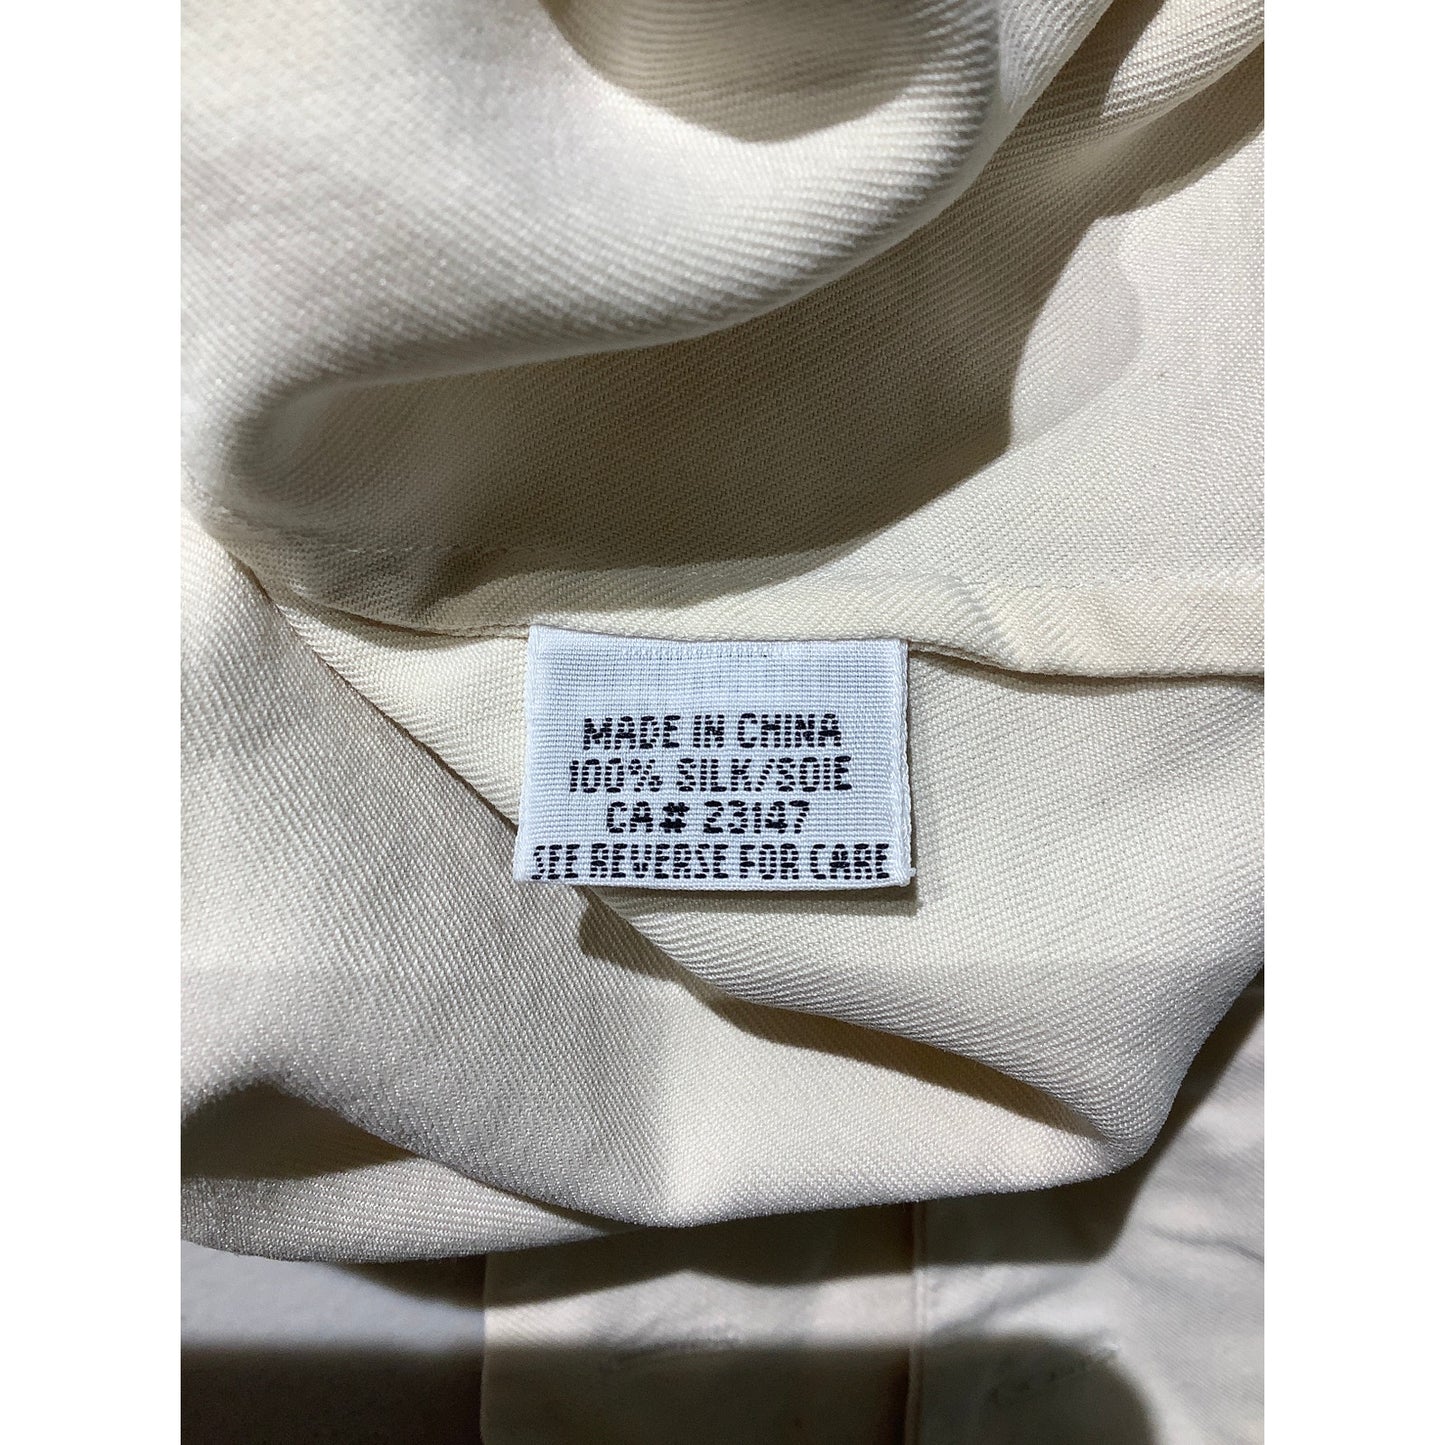 MADE IN CHINA
100% SILK/SOIE
CA# 23147
SEE REVERSE FOR CARE